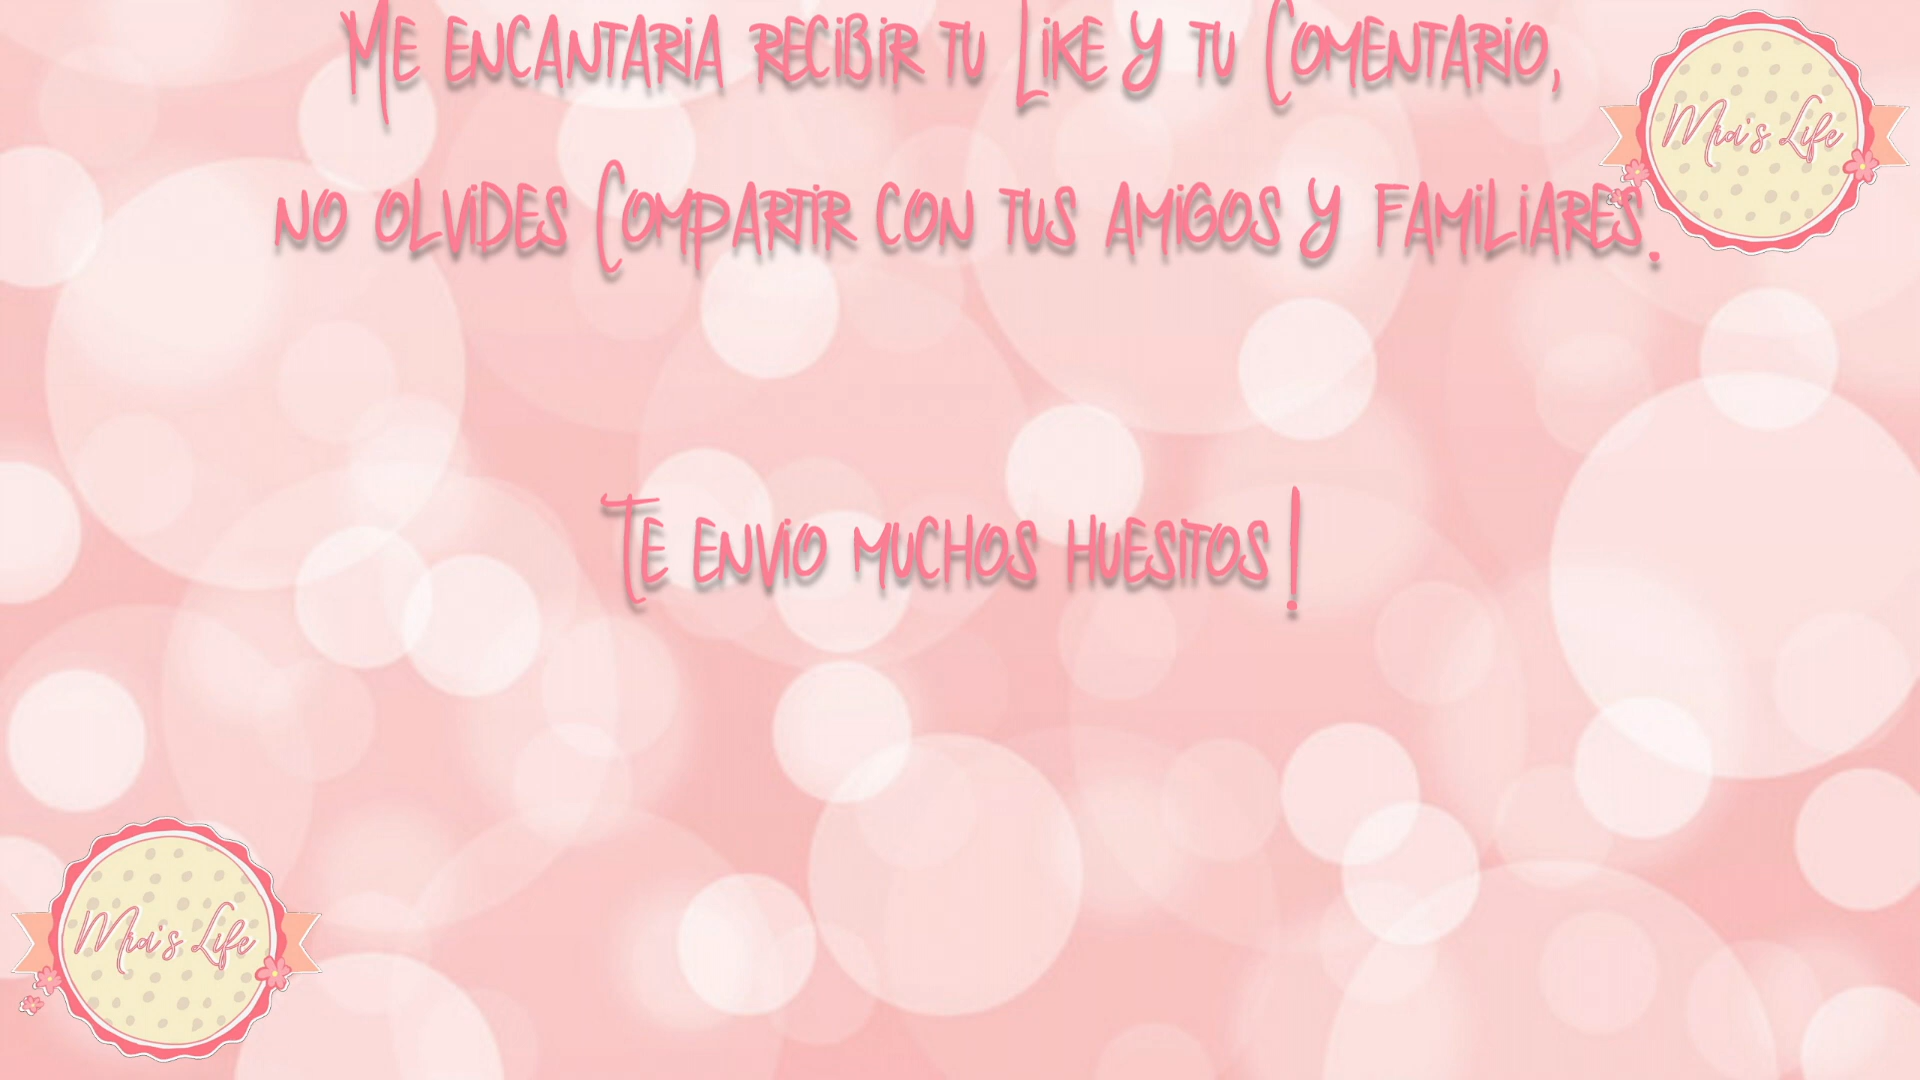 Me encantaria recibir tu Like y tu Comentario,
Mia's Life
no olvides Compartir con tus amigos y familiares.
Te envio muchos huesitos!
Mia's Life